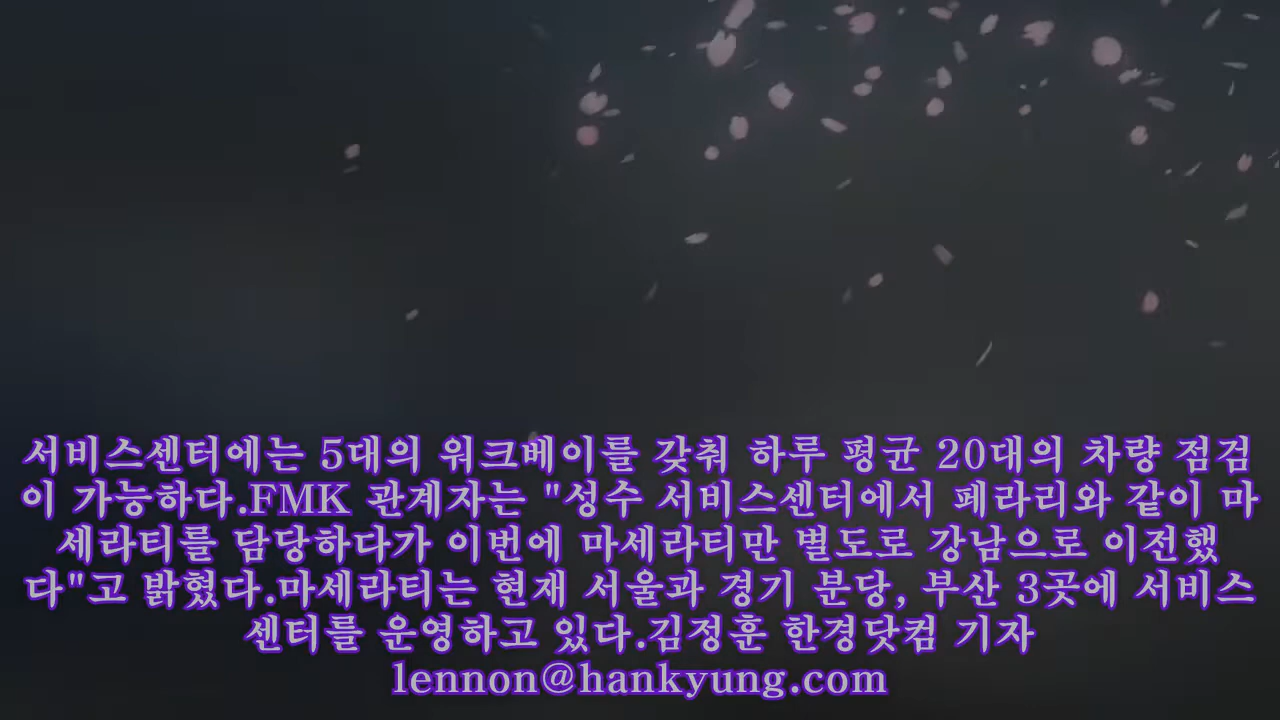 서비스센터에는 5대의 워크베이를 갖춰 하루 평균 20대의 차량 점검
이 가능하다.FMK 관계자는 "성수 서비스센터에서 페라리와 같이 마
세라티를 담당하다가 이번에 마세라티만 별도로 강남으로 이전했
다"고 밝혔다.마세라티는 현재 서울과 경기 분당, 부산 3곳에 서비스
센터를 운영하고 있다.김정훈 한경닷컴 기자
lennon@hankyung.com